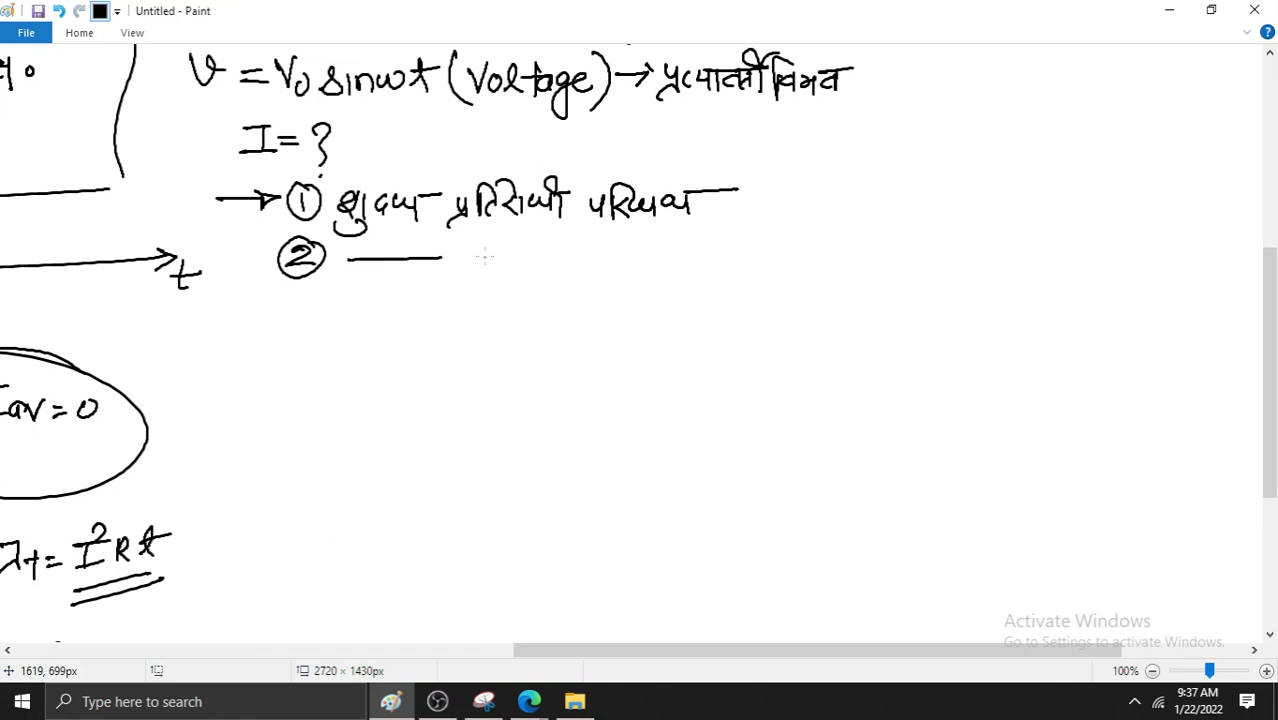 Untitled - Paint
File Home View
V = V₀ sinωt (Voltage) → प्रत्यावर्ती विभव
I = ?
→ ① शुद्ध प्रतिरोधी परिपथ
② ——
t
Iav = 0
H = I²Rt
Activate Windows
Go to Settings to activate Windows.
1619, 699px
2720 × 1430px
100%
Type here to search
9:37 AM
1/22/2022